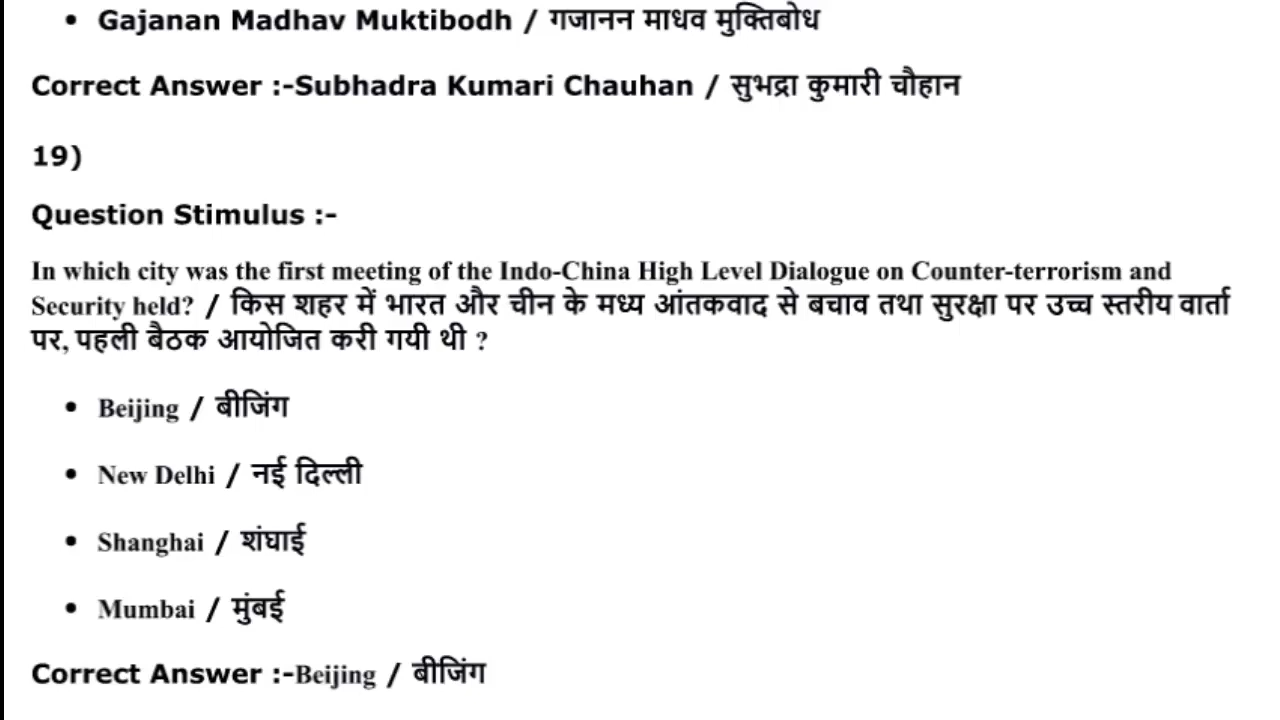 • Gajanan Madhav Muktibodh / गजानन माधव मुक्तिबोध
Correct Answer :-Subhadra Kumari Chauhan / सुभद्रा कुमारी चौहान
19)
Question Stimulus :-
In which city was the first meeting of the Indo-China High Level Dialogue on Counter-terrorism and
Security held? / किस शहर में भारत और चीन के मध्य आंतकवाद से बचाव तथा सुरक्षा पर उच्च स्तरीय वार्ता
पर, पहली बैठक आयोजित करी गयी थी ?
• Beijing / बीजिंग
• New Delhi / नई दिल्ली
• Shanghai / शंघाई
• Mumbai / मुंबई
Correct Answer :-Beijing / बीजिंग